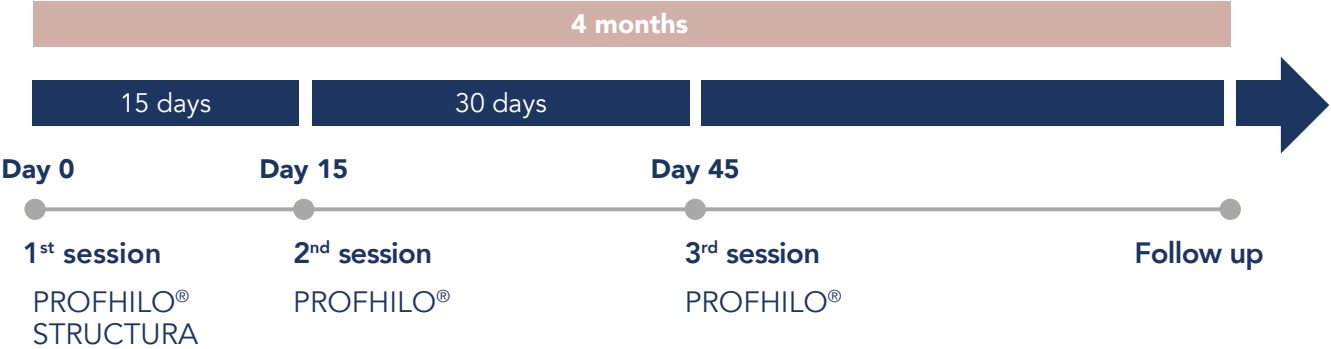 4 months
15 days 30 days
Day 0 Day 15 Day 45
1st session 2nd session 3rd session Follow up
PROFHILO® PROFHILO® PROFHILO®
STRUCTURA